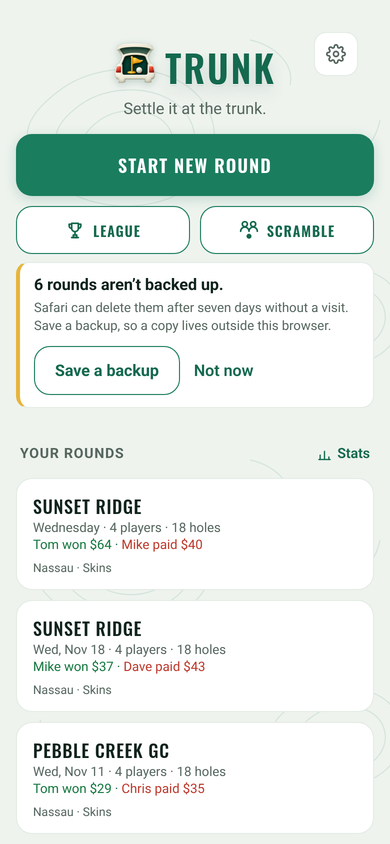 TRUNK
Settle it at the trunk.
START NEW ROUND
LEAGUE
SCRAMBLE
6 rounds aren’t backed up.
Safari can delete them after seven days without a visit.
Save a backup, so a copy lives outside this browser.
Save a backup
Not now
YOUR ROUNDS
Stats
SUNSET RIDGE
Wednesday · 4 players · 18 holes
Tom won $64 · Mike paid $40
Nassau · Skins
SUNSET RIDGE
Wed, Nov 18 · 4 players · 18 holes
Mike won $37 · Dave paid $43
Nassau · Skins
PEBBLE CREEK GC
Wed, Nov 11 · 4 players · 18 holes
Tom won $29 · Chris paid $35
Nassau · Skins